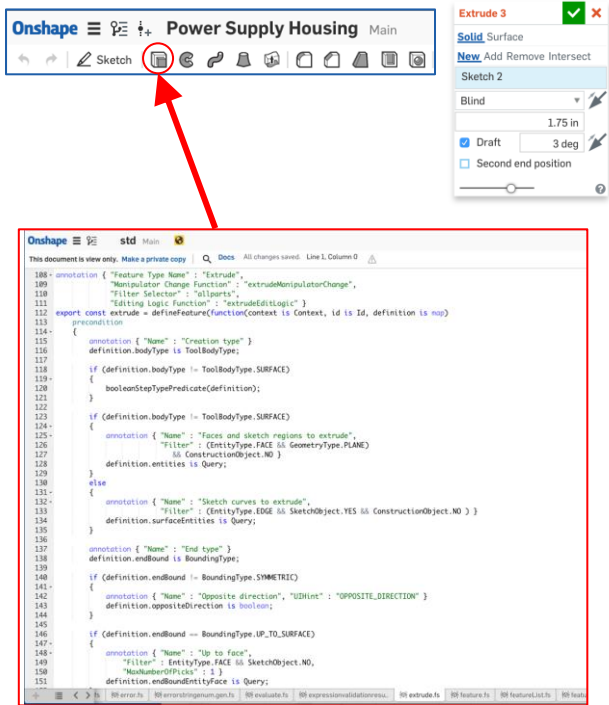 Onshape Power Supply Housing Main
Sketch
Extrude 3
Solid Surface
New Add Remove Intersect
Sketch 2
Blind
1.75 in
Draft 3 deg
Second end position
Onshape std Main
This document is view only. Make a private copy Docs All changes saved. Line 1, Column 0
108 annotation { "Feature Type Name" : "Extrude",
109 "Manipulator Change Function" : "extrudeManipulatorChange",
110 "Filter Selector" : "allparts",
111 "Editing Logic Function" : "extrudeEditLogic" }
112 export const extrude = defineFeature(function(context is Context, id is Id, definition is map)
113 precondition
114 {
115 annotation { "Name" : "Creation type" }
116 definition.bodyType is ToolBodyType;
117
118 if (definition.bodyType != ToolBodyType.SURFACE)
119 {
120 booleanStepTypePredicate(definition);
121 }
122
123 if (definition.bodyType != ToolBodyType.SURFACE)
124 {
125 annotation { "Name" : "Faces and sketch regions to extrude",
126 "Filter" : (EntityType.FACE && GeometryType.PLANE)
127 && ConstructionObject.NO }
128 definition.entities is Query;
129 }
130 else
131 {
132 annotation { "Name" : "Sketch curves to extrude",
133 "Filter" : (EntityType.EDGE && SketchObject.YES && ConstructionObject.NO ) }
134 definition.surfaceEntities is Query;
135 }
136
137 annotation { "Name" : "End type" }
138 definition.endBound is BoundingType;
139
140 if (definition.endBound != BoundingType.SYMMETRIC)
141 {
142 annotation { "Name" : "Opposite direction", "UIHint" : "OPPOSITE_DIRECTION" }
143 definition.oppositeDirection is boolean;
144 }
145
146 if (definition.endBound == BoundingType.UP_TO_SURFACE)
147 {
148 annotation { "Name" : "Up to face",
149 "Filter" : EntityType.FACE && SketchObject.NO,
150 "MaxNumberOfPicks" : 1 }
151 definition.endBoundEntityFace is Query;
error.fs errorstringenum.gen.fs evaluate.fs expressionvalidationresu.. extrude.fs feature.fs featureList.fs featu